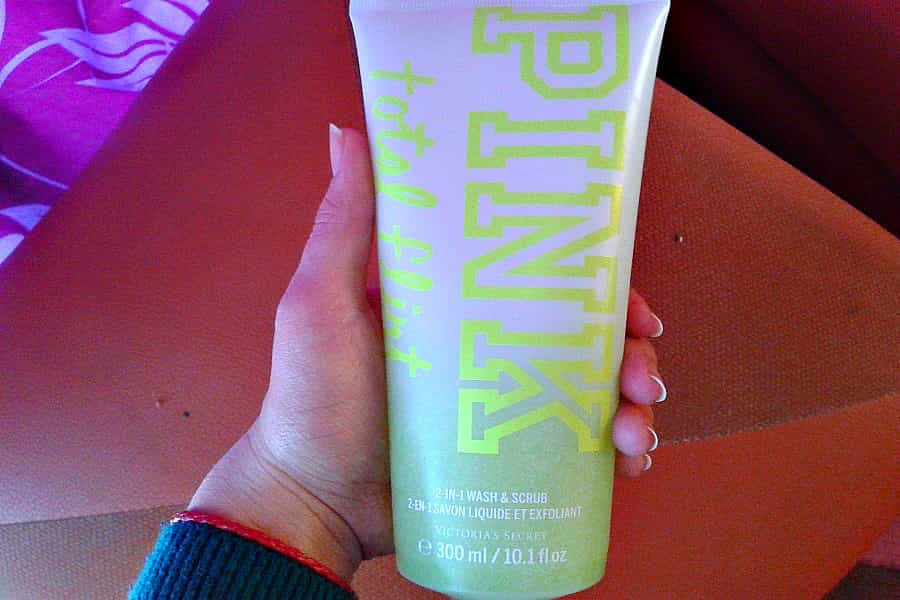 PINK
total flirt
2-IN-1 WASH & SCRUB
2-EN-1 SAVON LIQUIDE ET EXFOLIANT
VICTORIA'S SECRET
℮ 300 ml / 10.1 fl oz